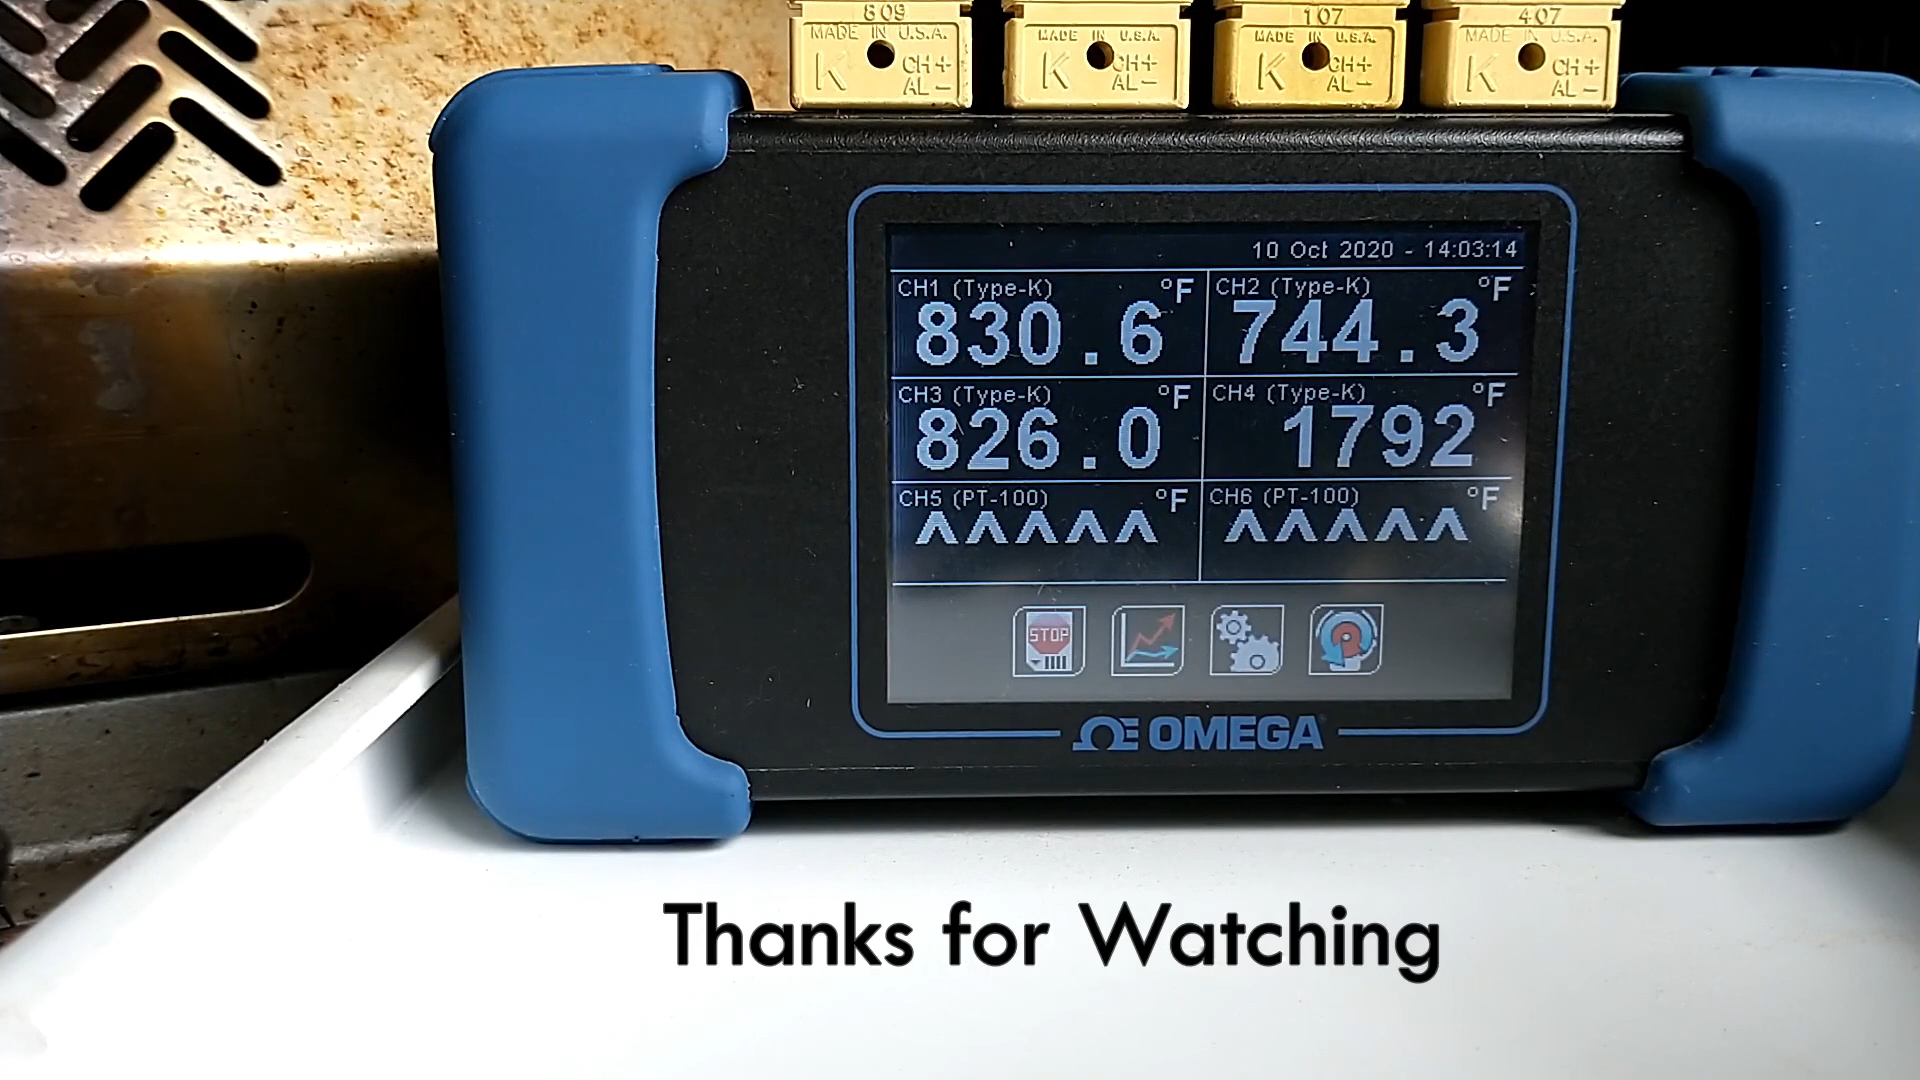 809 107 407
MADE IN U.S.A. MADE IN U.S.A. MADE IN U.S.A. MADE IN U.S.A.
K CH+ K CH+ K CH+ K CH+
AL− AL− AL− AL−
10 Oct 2020 - 14:03:14
CH1 (Type-K) °F CH2 (Type-K) °F
830.6 744.3
CH3 (Type-K) °F CH4 (Type-K) °F
826.0 1792
CH5 (PT-100) °F CH6 (PT-100) °F
^^^^^ ^^^^^
STOP
OMEGA
Thanks for Watching